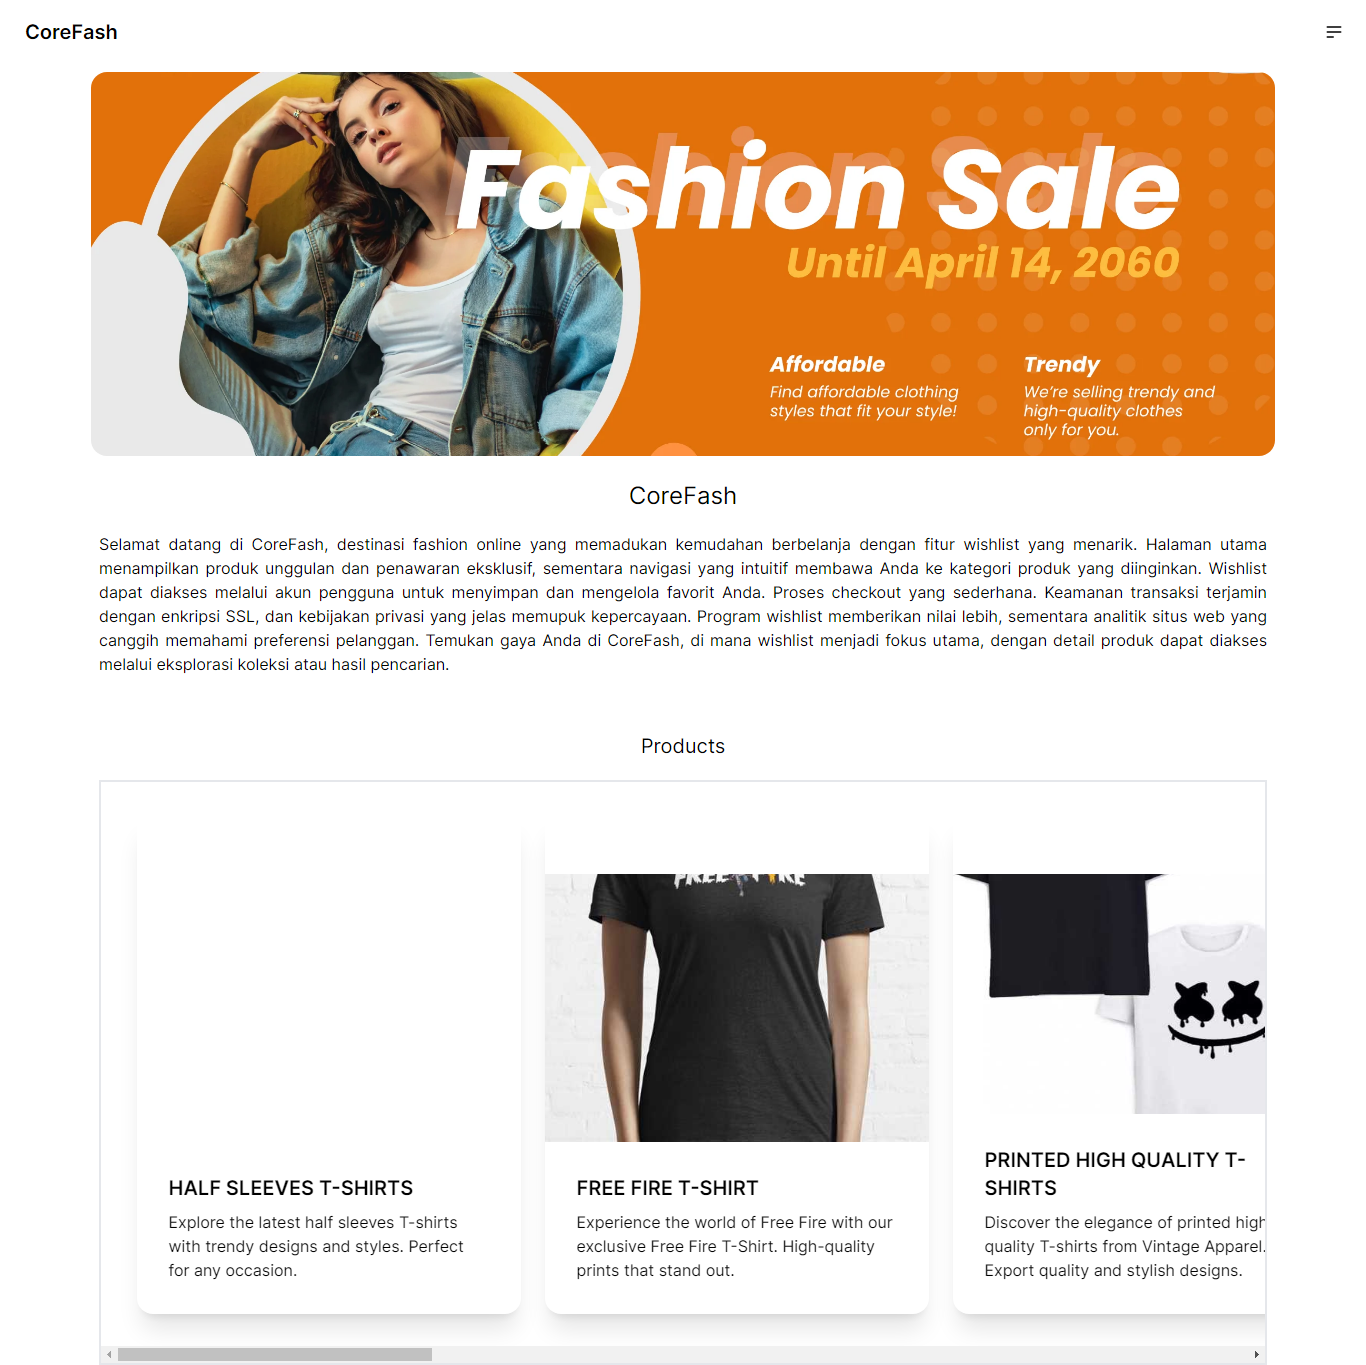 CoreFash
Fashion Sale
Until April 14, 2060
Affordable
Find affordable clothing
styles that fit your style!
Trendy
We're selling trendy and
high-quality clothes
only for you.
CoreFash
Selamat datang di CoreFash, destinasi fashion online yang memadukan kemudahan berbelanja dengan fitur wishlist yang menarik. Halaman utama
menampilkan produk unggulan dan penawaran eksklusif, sementara navigasi yang intuitif membawa Anda ke kategori produk yang diinginkan. Wishlist
dapat diakses melalui akun pengguna untuk menyimpan dan mengelola favorit Anda. Proses checkout yang sederhana. Keamanan transaksi terjamin
dengan enkripsi SSL, dan kebijakan privasi yang jelas memupuk kepercayaan. Program wishlist memberikan nilai lebih, sementara analitik situs web yang
canggih memahami preferensi pelanggan. Temukan gaya Anda di CoreFash, di mana wishlist menjadi fokus utama, dengan detail produk dapat diakses
melalui eksplorasi koleksi atau hasil pencarian.
Products
FREE FIRE
HALF SLEEVES T-SHIRTS
Explore the latest half sleeves T-shirts
with trendy designs and styles. Perfect
for any occasion.
FREE FIRE T-SHIRT
Experience the world of Free Fire with our
exclusive Free Fire T-Shirt. High-quality
prints that stand out.
PRINTED HIGH QUALITY T-
SHIRTS
Discover the elegance of printed high
quality T-shirts from Vintage Apparel.
Export quality and stylish designs.